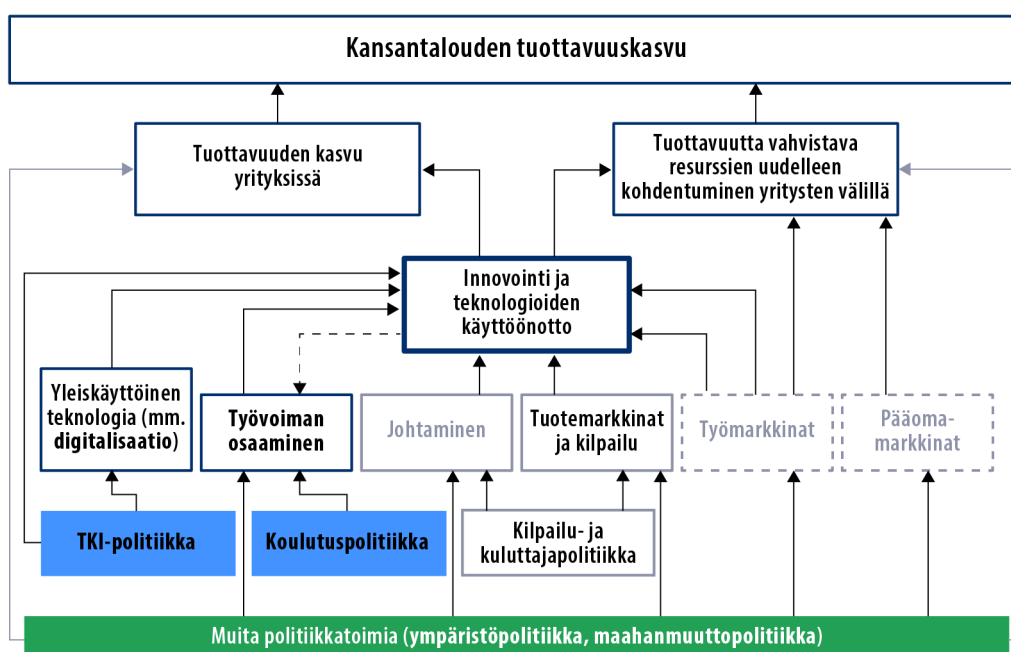 Kansantalouden tuottavuuskasvu
Tuottavuuden kasvu
yrityksissä
Tuottavuutta vahvistava
resurssien uudelleen
kohdentuminen yritysten välillä
Innovointi ja
teknologioiden
käyttöönotto
Yleiskäyttöinen
teknologia (mm.
digitalisaatio)
Työvoiman
osaaminen
Johtaminen
Tuotemarkkinat
ja kilpailu
Työmarkkinat
Pääoma-
markkinat
TKI-politiikka
Koulutuspolitiikka
Kilpailu- ja
kuluttajapolitiikka
Muita politiikkatoimia (ympäristöpolitiikka, maahanmuuttopolitiikka)